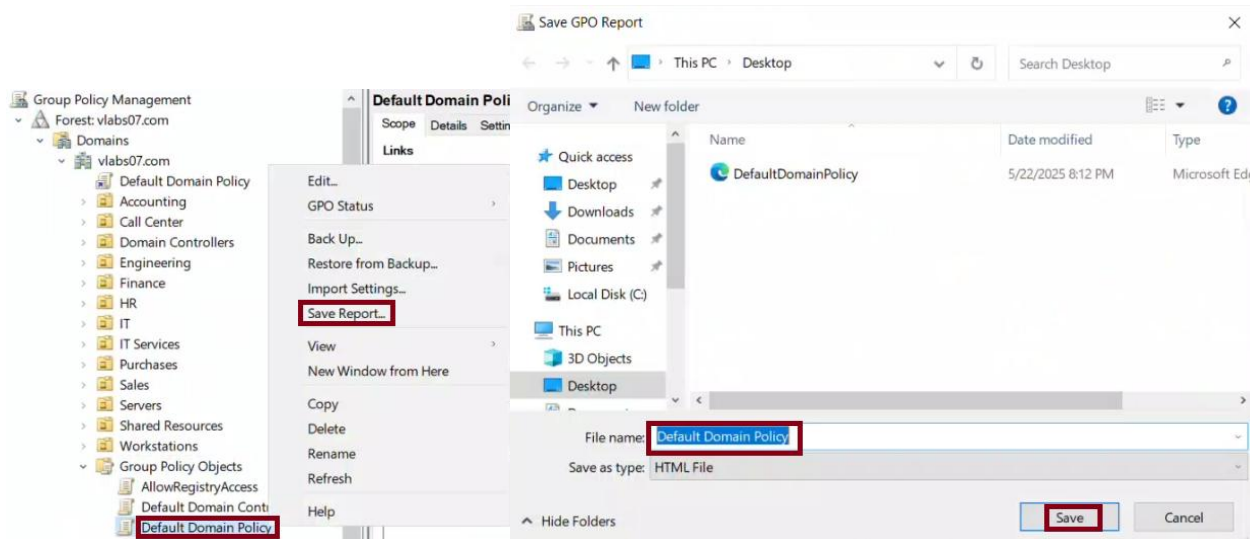 Group Policy Management
Forest: vlabs07.com
Domains
vlabs07.com
Default Domain Policy
Accounting
Call Center
Domain Controllers
Engineering
Finance
HR
IT
IT Services
Purchases
Sales
Servers
Shared Resources
Workstations
Group Policy Objects
AllowRegistryAccess
Default Domain Contr
Default Domain Policy
Default Domain Poli
Scope Details Settin
Links
Edit...
GPO Status
Back Up...
Restore from Backup...
Import Settings...
Save Report...
View
New Window from Here
Copy
Delete
Rename
Refresh
Help
Save GPO Report
This PC Desktop
Search Desktop
Organize New folder
Quick access
Desktop
Downloads
Documents
Pictures
Local Disk (C:)
This PC
3D Objects
Desktop
Name Date modified Type
DefaultDomainPolicy 5/22/2025 8:12 PM Microsoft Ed
File name: Default Domain Policy
Save as type: HTML File
Hide Folders
Save Cancel